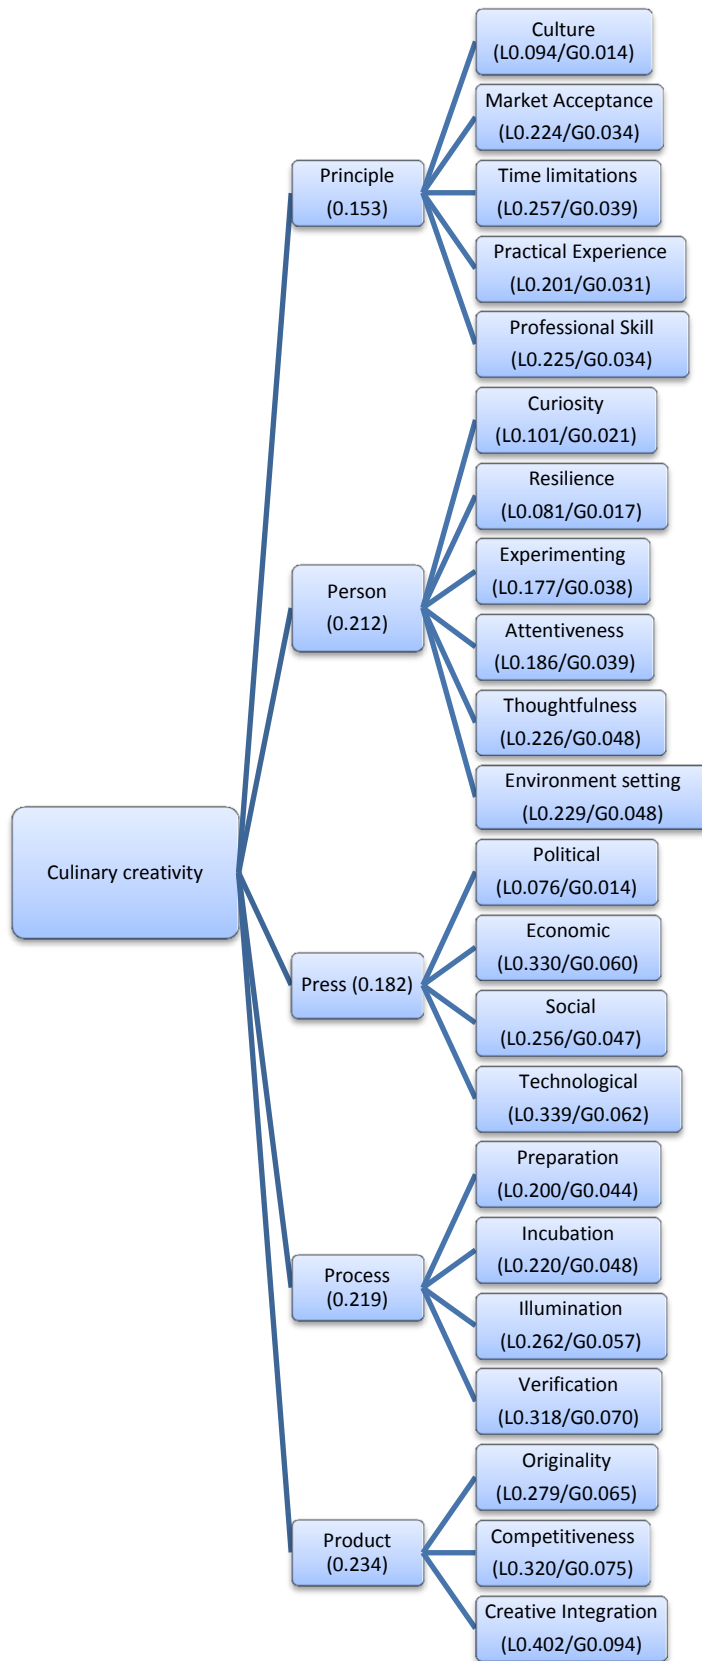 Culture
(L0.094/G0.014)
Market Acceptance
(L0.224/G0.034)
Principle
(0.153)
Time limitations
(L0.257/G0.039)
Practical Experience
(L0.201/G0.031)
Professional Skill
(L0.225/G0.034)
Curiosity
(L0.101/G0.021)
Resilience
(L0.081/G0.017)
Experimenting
(L0.177/G0.038)
Person
(0.212)
Attentiveness
(L0.186/G0.039)
Thoughtfulness
(L0.226/G0.048)
Environment setting
(L0.229/G0.048)
Culinary creativity
Political
(L0.076/G0.014)
Economic
(L0.330/G0.060)
Press (0.182)
Social
(L0.256/G0.047)
Technological
(L0.339/G0.062)
Preparation
(L0.200/G0.044)
Incubation
(L0.220/G0.048)
Process
(0.219)
Illumination
(L0.262/G0.057)
Verification
(L0.318/G0.070)
Originality
(L0.279/G0.065)
Product
(0.234)
Competitiveness
(L0.320/G0.075)
Creative Integration
(L0.402/G0.094)